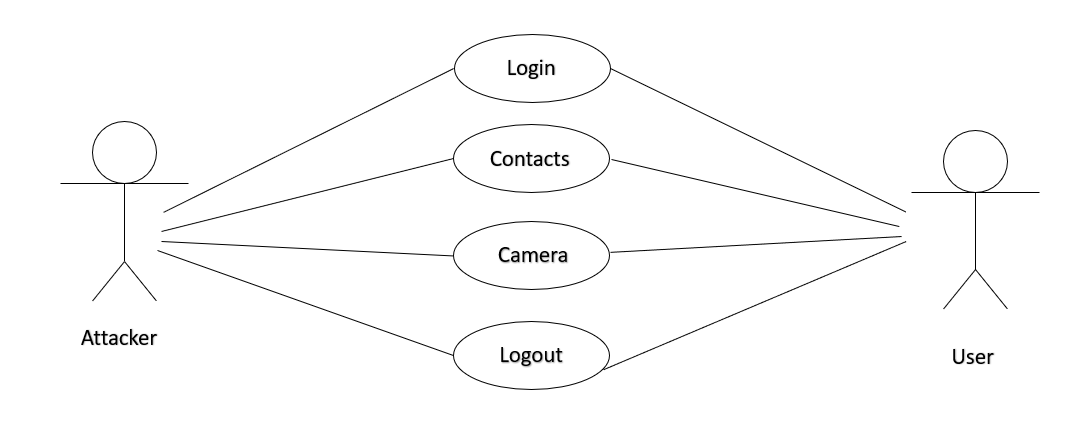 Login
Contacts
Camera
Logout
Attacker
User